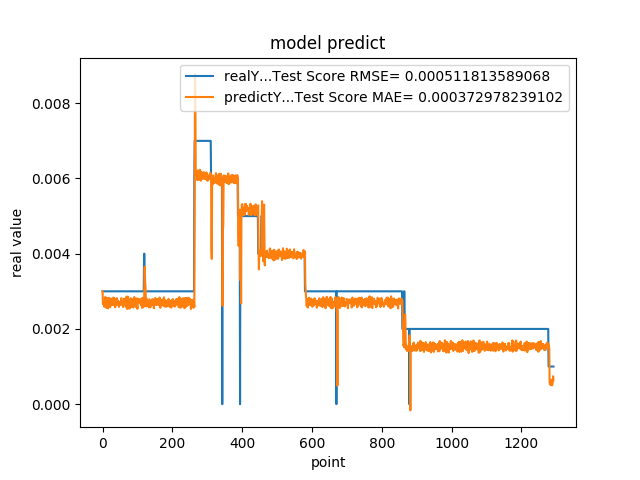 model predict
realY...Test Score RMSE= 0.000511813589068
predictY...Test Score MAE= 0.000372978239102
0.008
0.006
0.004
0.002
0.000
real value
0 200 400 600 800 1000 1200
point